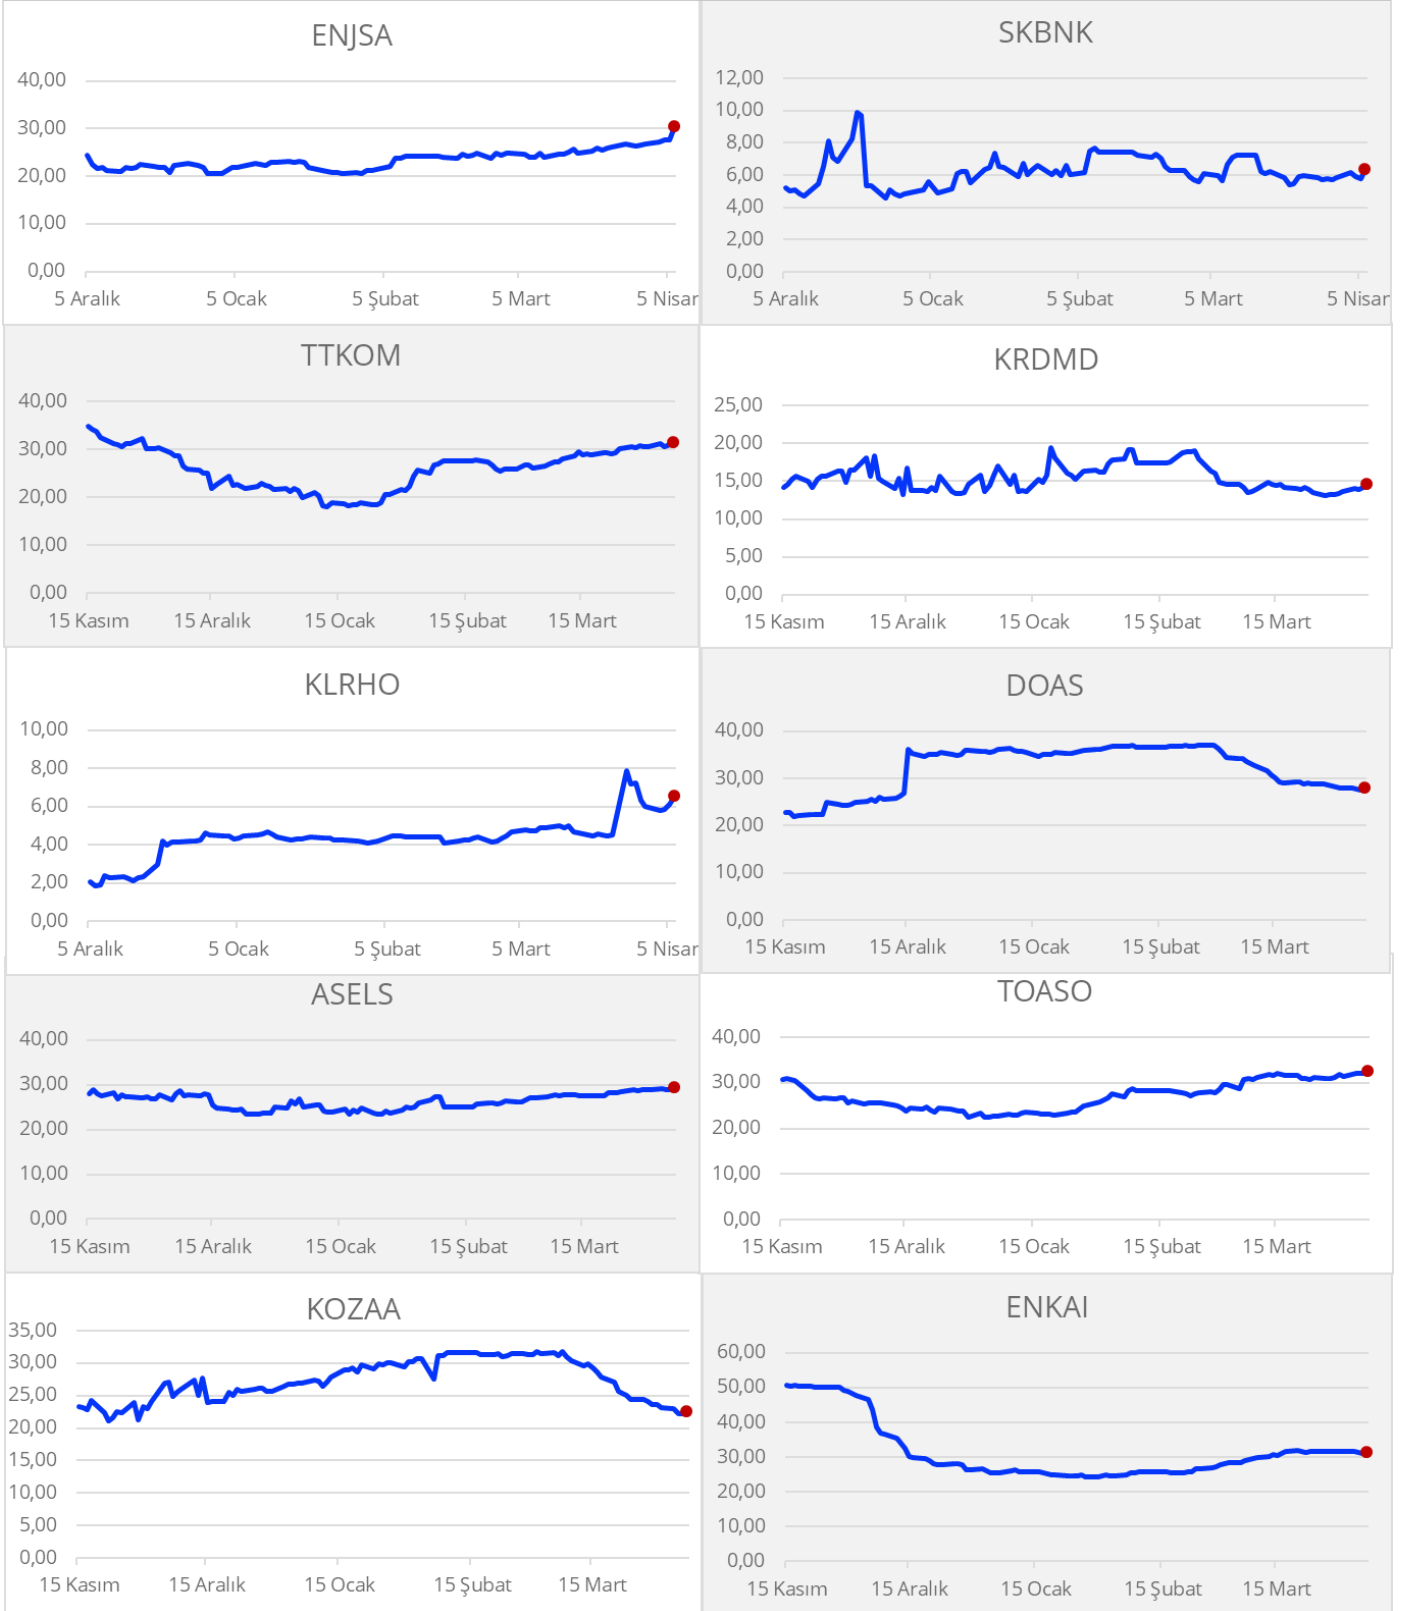 ENJSA
40,00
30,00
20,00
10,00
0,00
5 Aralık 5 Ocak 5 Şubat 5 Mart 5 Nisan
SKBNK
12,00
10,00
8,00
6,00
4,00
2,00
0,00
5 Aralık 5 Ocak 5 Şubat 5 Mart 5 Nisar
TTKOM
40,00
30,00
20,00
10,00
0,00
15 Kasım 15 Aralık 15 Ocak 15 Şubat 15 Mart
KRDMD
25,00
20,00
15,00
10,00
5,00
0,00
15 Kasım 15 Aralık 15 Ocak 15 Şubat 15 Mart
KLRHO
10,00
8,00
6,00
4,00
2,00
0,00
5 Aralık 5 Ocak 5 Şubat 5 Mart 5 Nisar
DOAS
40,00
30,00
20,00
10,00
0,00
15 Kasım 15 Aralık 15 Ocak 15 Şubat 15 Mart
ASELS
40,00
30,00
20,00
10,00
0,00
15 Kasım 15 Aralık 15 Ocak 15 Şubat 15 Mart
TOASO
40,00
30,00
20,00
10,00
0,00
15 Kasım 15 Aralık 15 Ocak 15 Şubat 15 Mart
KOZAA
35,00
30,00
25,00
20,00
15,00
10,00
5,00
0,00
15 Kasım 15 Aralık 15 Ocak 15 Şubat 15 Mart
ENKAI
60,00
50,00
40,00
30,00
20,00
10,00
0,00
15 Kasım 15 Aralık 15 Ocak 15 Şubat 15 Mart